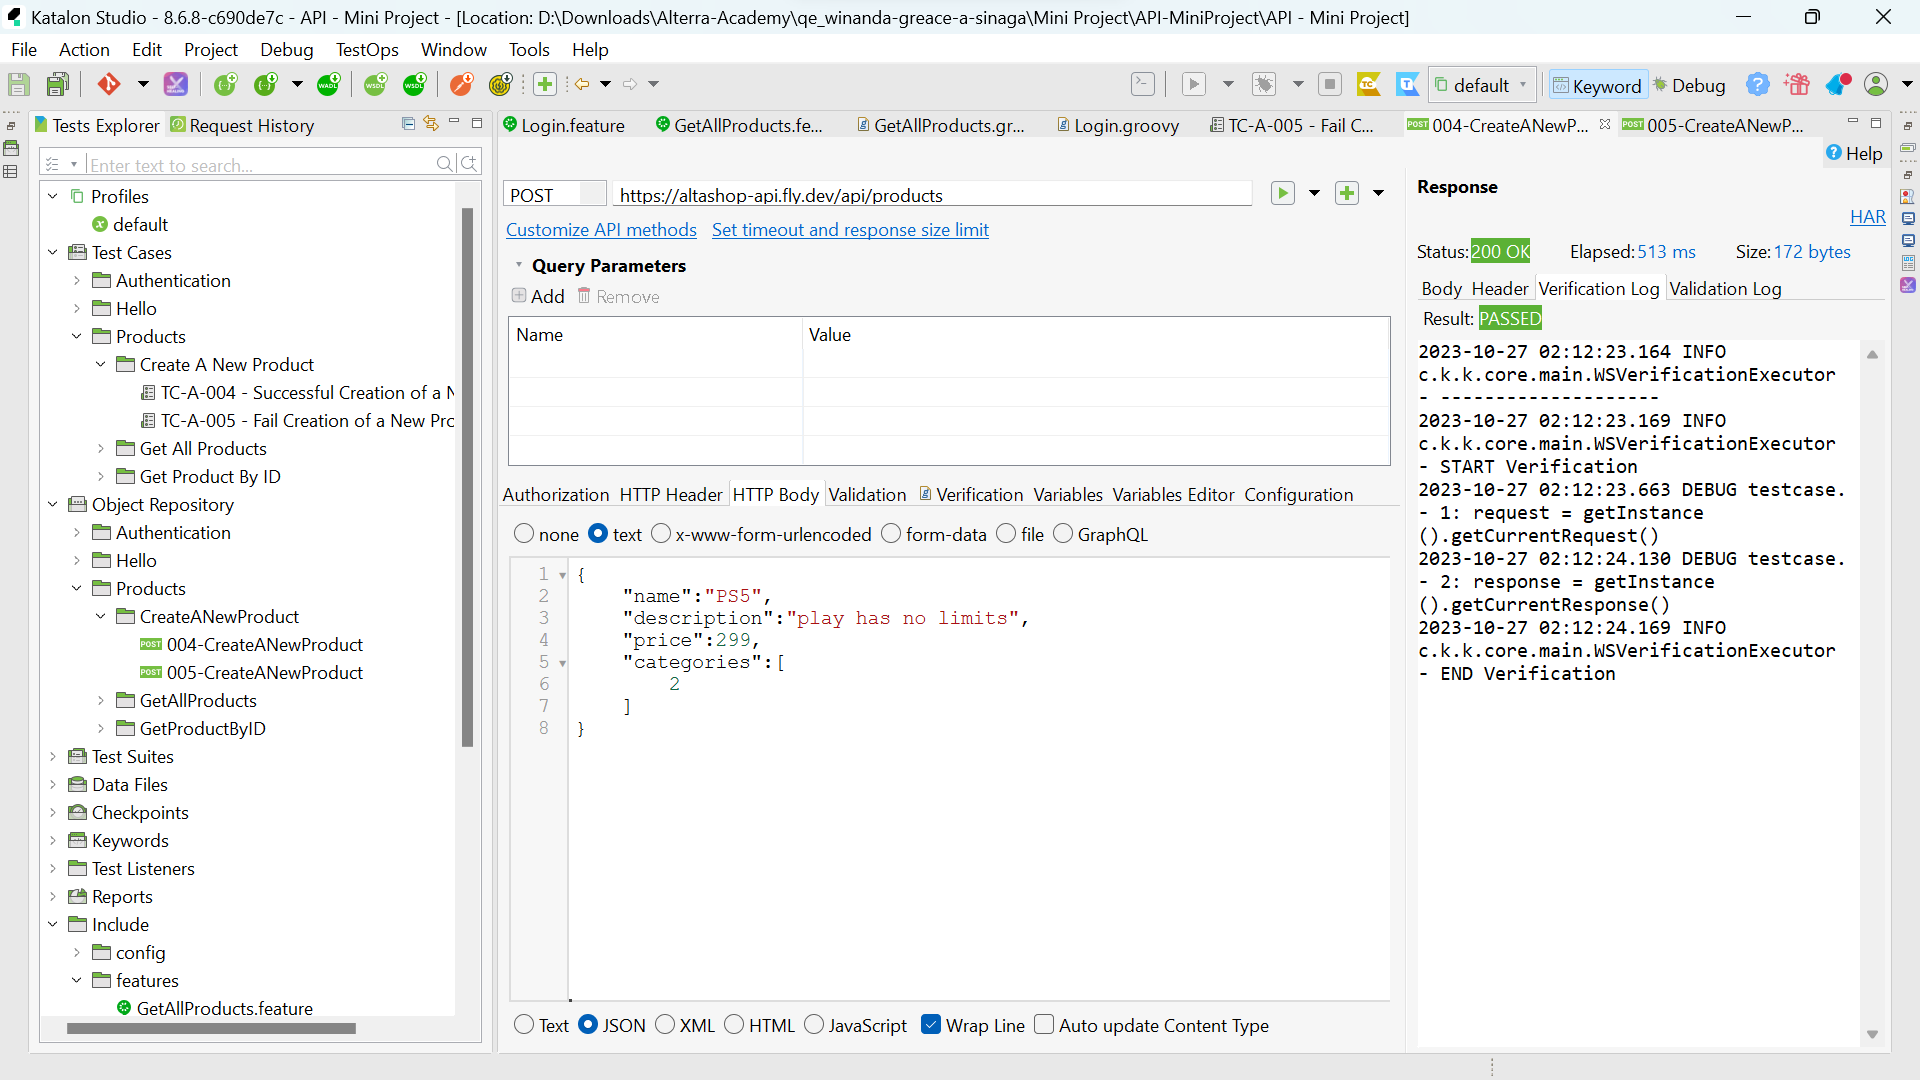 Katalon Studio - 8.6.8-c690de7c - API - Mini Project - [Location: D:\Downloads\Alterra-Academy\qe_winanda-greace-a-sinaga\Mini Project\API-MiniProject\API - Mini Project]
File Action Edit Project Debug TestOps Window Tools Help
default Keyword Debug
Tests Explorer Request History
Login.feature GetAllProducts.fe... GetAllProducts.gr... Login.groovy TC-A-005 - Fail C... POST 004-CreateANewP... POST 005-CreateANewP...
Help
Enter text to search...
Profiles
default
Test Cases
Authentication
Hello
Products
Create A New Product
TC-A-004 - Successful Creation of a N
TC-A-005 - Fail Creation of a New Prc
Get All Products
Get Product By ID
Object Repository
Authentication
Hello
Products
CreateANewProduct
POST 004-CreateANewProduct
POST 005-CreateANewProduct
GetAllProducts
GetProductByID
Test Suites
Data Files
Checkpoints
Keywords
Test Listeners
Reports
Include
config
features
GetAllProducts.feature
POST https://altashop-api.fly.dev/api/products
Customize API methods Set timeout and response size limit
Query Parameters
Add Remove
Name Value
Authorization HTTP Header HTTP Body Validation Verification Variables Variables Editor Configuration
none text x-www-form-urlencoded form-data file GraphQL
1 {
2 "name":"PS5",
3 "description":"play has no limits",
4 "price":299,
5 "categories":[
6 2
7 ]
8 }
Text JSON XML HTML JavaScript Wrap Line Auto update Content Type
Response
HAR
Status: 200 OK Elapsed: 513 ms Size: 172 bytes
Body Header Verification Log Validation Log
Result: PASSED
2023-10-27 02:12:23.164 INFO
c.k.k.core.main.WSVerificationExecutor
- --------------------
2023-10-27 02:12:23.169 INFO
c.k.k.core.main.WSVerificationExecutor
- START Verification
2023-10-27 02:12:23.663 DEBUG testcase.
- 1: request = getInstance
().getCurrentRequest()
2023-10-27 02:12:24.130 DEBUG testcase.
- 2: response = getInstance
().getCurrentResponse()
2023-10-27 02:12:24.169 INFO
c.k.k.core.main.WSVerificationExecutor
- END Verification